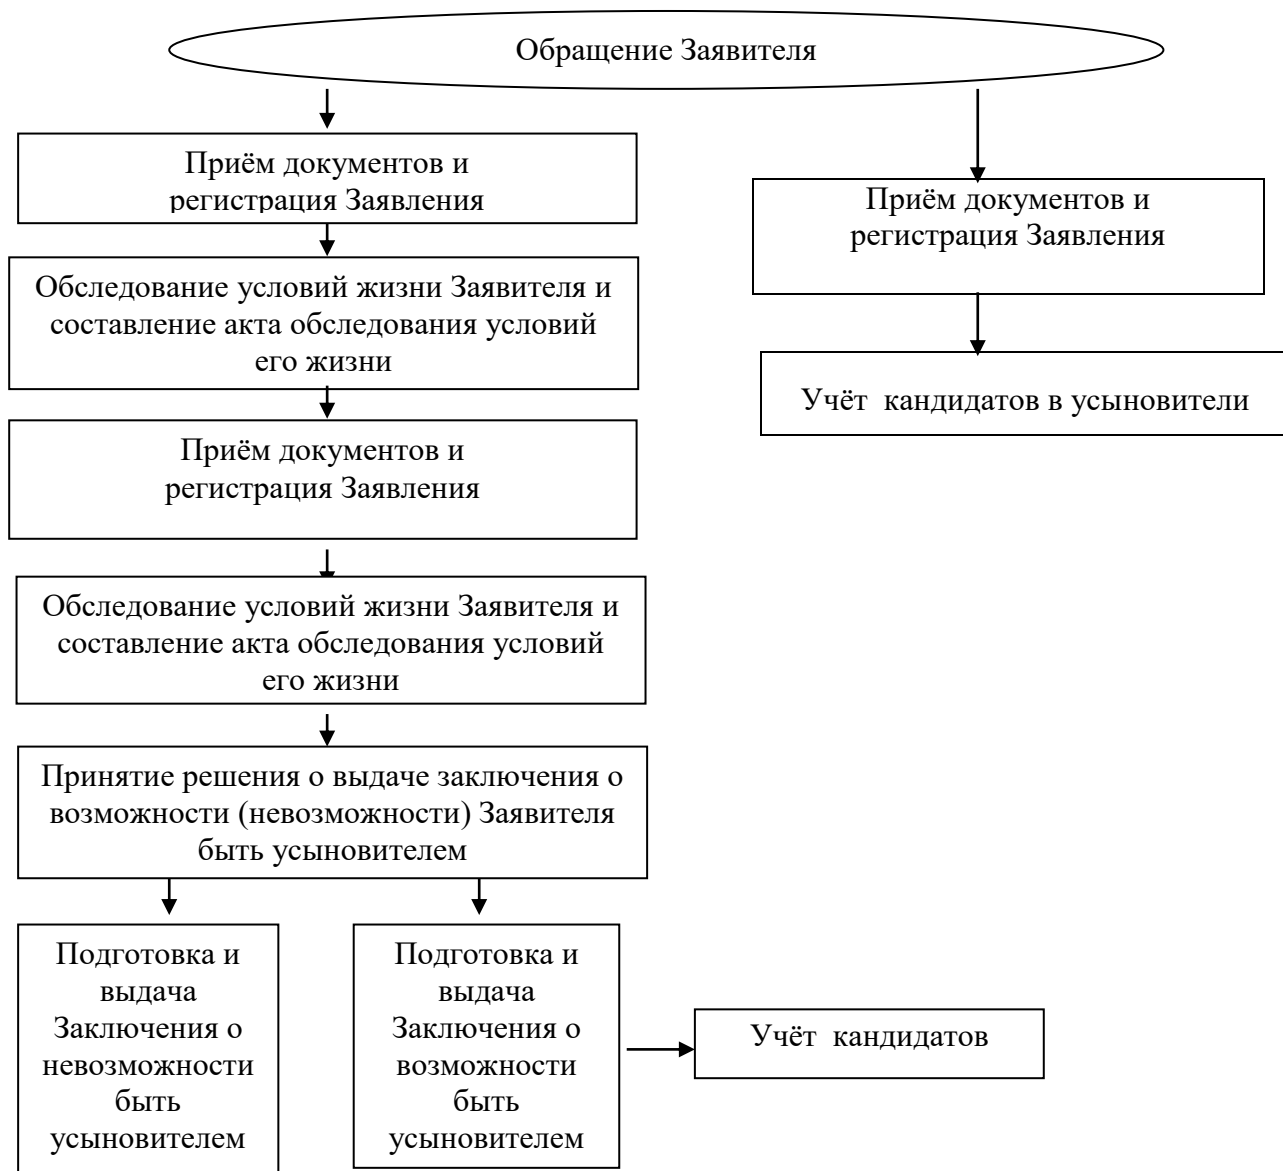 Обращение Заявителя
Приём документов и
регистрация Заявления
Обследование условий жизни Заявителя и
составление акта обследования условий
его жизни
Приём документов и
регистрация Заявления
Обследование условий жизни Заявителя и
составление акта обследования условий
его жизни
Принятие решения о выдаче заключения о
возможности (невозможности) Заявителя
быть усыновителем
Подготовка и
выдача
Заключения о
невозможности
быть
усыновителем
Подготовка и
выдача
Заключения о
возможности
быть
усыновителем
Учёт кандидатов
Приём документов и
регистрация Заявления
Учёт кандидатов в усыновители